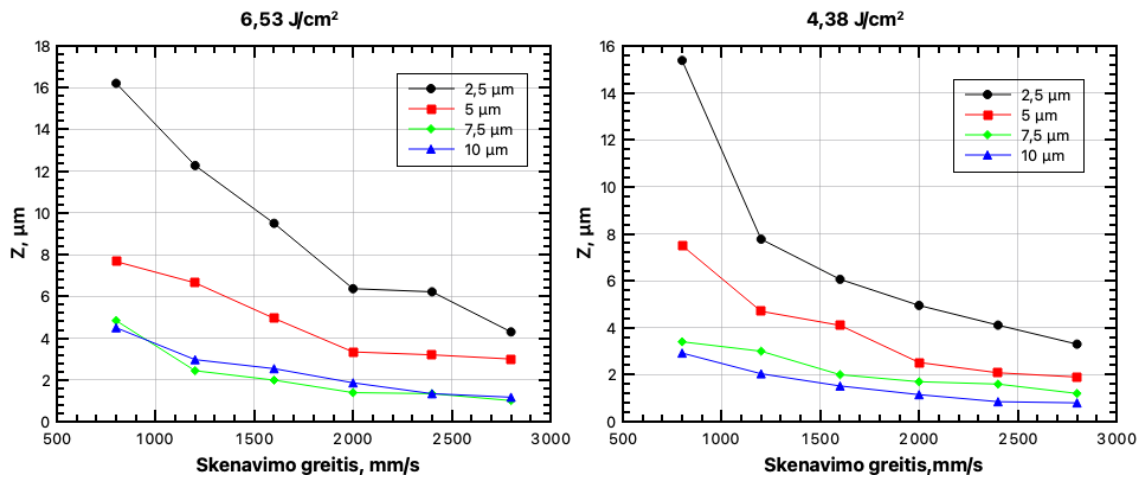 6,53 J/cm²
18
16
14
12
10
8
6
4
2
0
Z, µm
2,5 µm
5 µm
7,5 µm
10 µm
500 1000 1500 2000 2500 3000
Skenavimo greitis, mm/s
4,38 J/cm²
16
14
12
10
8
6
4
2
0
Z, µm
2,5 µm
5 µm
7,5 µm
10 µm
500 1000 1500 2000 2500 3000
Skenavimo greitis,mm/s